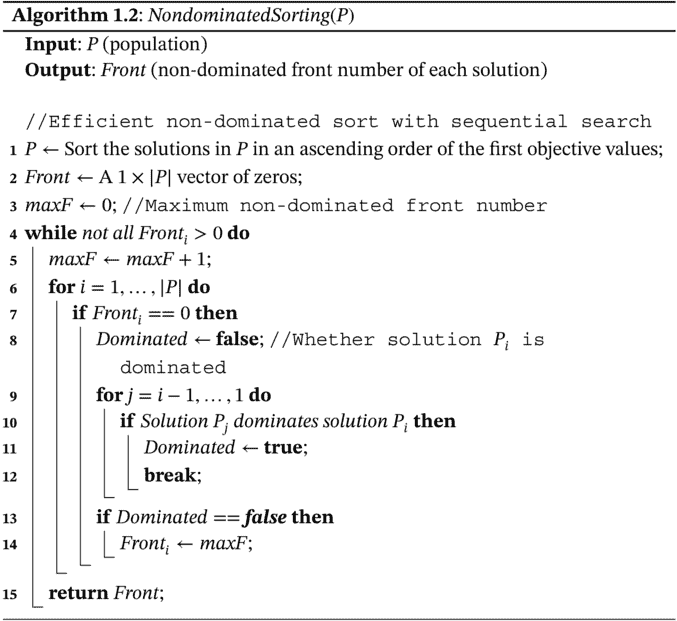 Algorithm 1.2: NondominatedSorting(P)
Input: P (population)
Output: Front (non-dominated front number of each solution)
//Efficient non-dominated sort with sequential search
1 P ← Sort the solutions in P in an ascending order of the first objective values;
2 Front ← A 1 × |P| vector of zeros;
3 maxF ← 0; //Maximum non-dominated front number
4 while not all Front_i > 0 do
5 maxF ← maxF + 1;
6 for i = 1, … , |P| do
7 if Front_i == 0 then
8 Dominated ← false; //Whether solution P_i is
dominated
9 for j = i − 1, … , 1 do
10 if Solution P_j dominates solution P_i then
11 Dominated ← true;
12 break;
13 if Dominated == false then
14 Front_i ← maxF;
15 return Front;